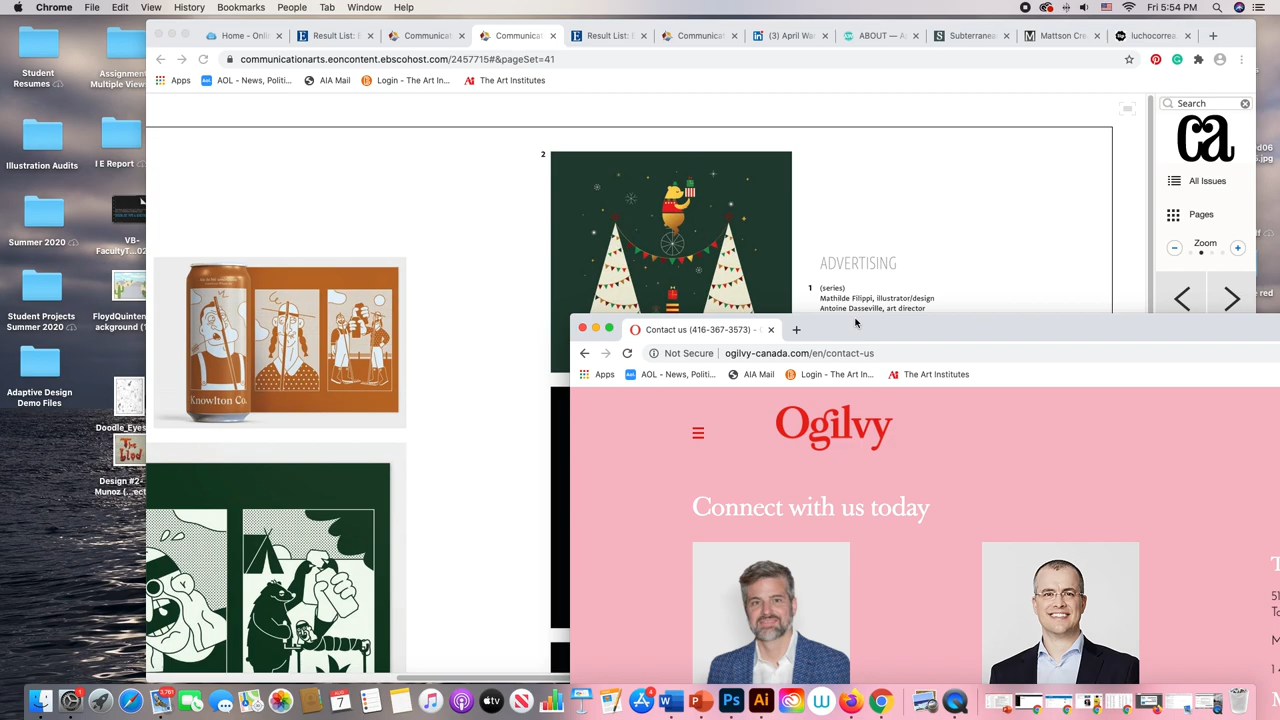 Chrome File Edit View History Bookmarks People Tab Window Help
Fri 5:54 PM
Student Resumes
Assignment
Multiple View
Illustration Audits
I E Report
Summer 2020
VB-
FacultyT...02
Student Projects
Summer 2020
FloydQuinten
ackground (
Adaptive Design
Demo Files
Doodle_Eyes
Design #2-
Munoz (...ect
Home - Onli
Result List: E
Communicat
Communicat
Result List: E
Communicat
(3) April Wa
ABOUT — A
Subterranea
Mattson Cre
luchocorrea.
communicationarts.eoncontent.ebscohost.com/2457715#&pageSet=41
Apps
AOL - News, Politi...
AIA Mail
Login - The Art In...
The Art Institutes
Search
ca
All Issues
Pages
Zoom
2
ADVERTISING
1 (series)
Mathilde Filippi, illustrator/design
Antoine Dasseville, art director
Knowlton Co.
Contact us (416-367-3573) -
Not Secure
ogilvy-canada.com/en/contact-us
Apps
AOL - News, Politi...
AIA Mail
Login - The Art In...
The Art Institutes
Ogilvy
Connect with us today